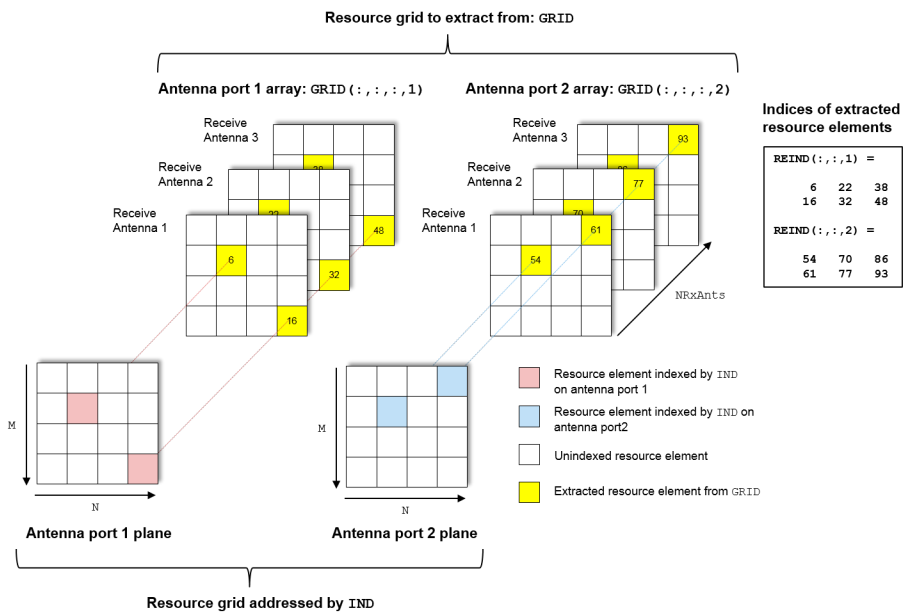 Resource grid to extract from: GRID
Antenna port 1 array: GRID(:,:,:,1)
Antenna port 2 array: GRID(:,:,:,2)
Receive
Antenna 3
Receive
Antenna 2
Receive
Antenna 1
38
22
48
6
32
16
Receive
Antenna 3
Receive
Antenna 2
Receive
Antenna 1
93
86
77
70
61
54
NRxAnts
Indices of extracted
resource elements
REIND(:,:,1) =
6 22 38
16 32 48
REIND(:,:,2) =
54 70 86
61 77 93
M
N
Antenna port 1 plane
M
N
Antenna port 2 plane
Resource element indexed by IND
on antenna port 1
Resource element indexed by IND on
antenna port2
Unindexed resource element
Extracted resource element from GRID
Resource grid addressed by IND